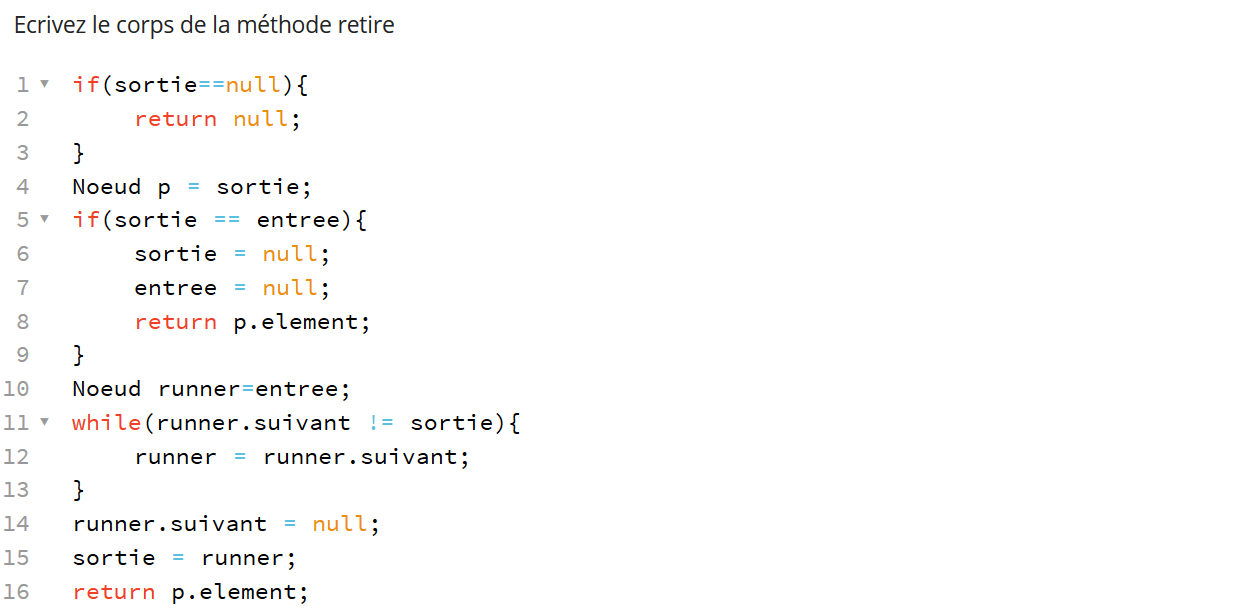 Ecrivez le corps de la méthode retire
1 ▾ if(sortie==null){
2 return null;
3 }
4 Noeud p = sortie;
5 ▾ if(sortie == entree){
6 sortie = null;
7 entree = null;
8 return p.element;
9 }
10 Noeud runner=entree;
11 ▾ while(runner.suivant != sortie){
12 runner = runner.suivant;
13 }
14 runner.suivant = null;
15 sortie = runner;
16 return p.element;